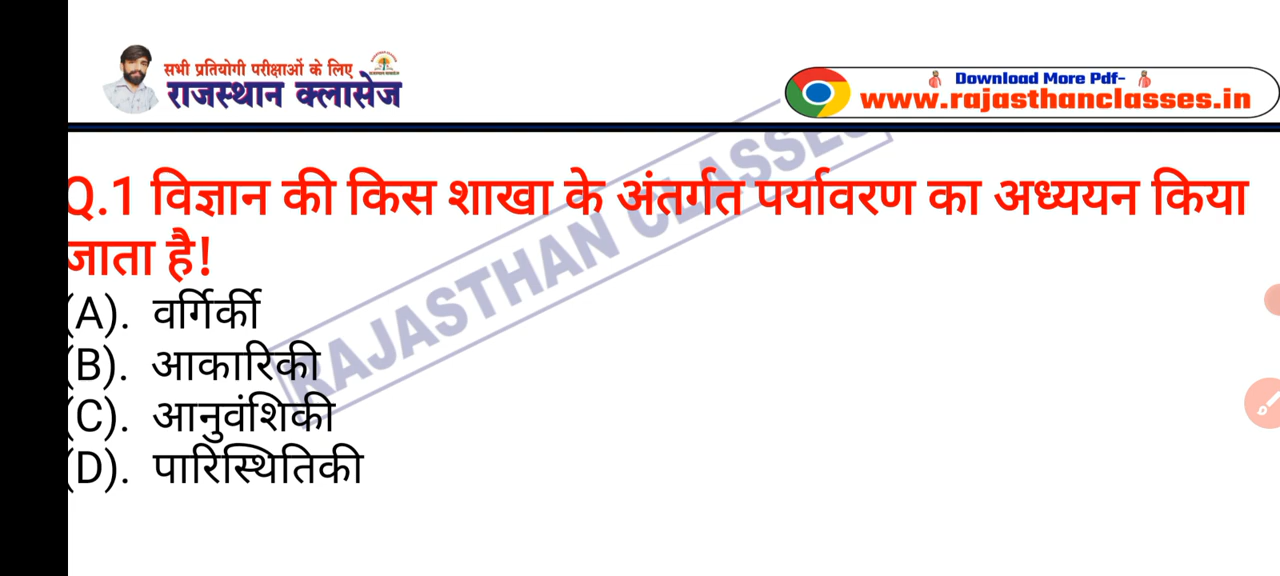 सभी प्रतियोगी परीक्षाओं के लिए
राजस्थान क्लासेज
Download More Pdf-
www.rajasthanclasses.in
RAJASTHAN CLASSES
Q.1 विज्ञान की किस शाखा के अंतर्गत पर्यावरण का अध्ययन किया
जाता है!
(A). वर्गिर्की
(B). आकारिकी
(C). आनुवंशिकी
(D). पारिस्थितिकी